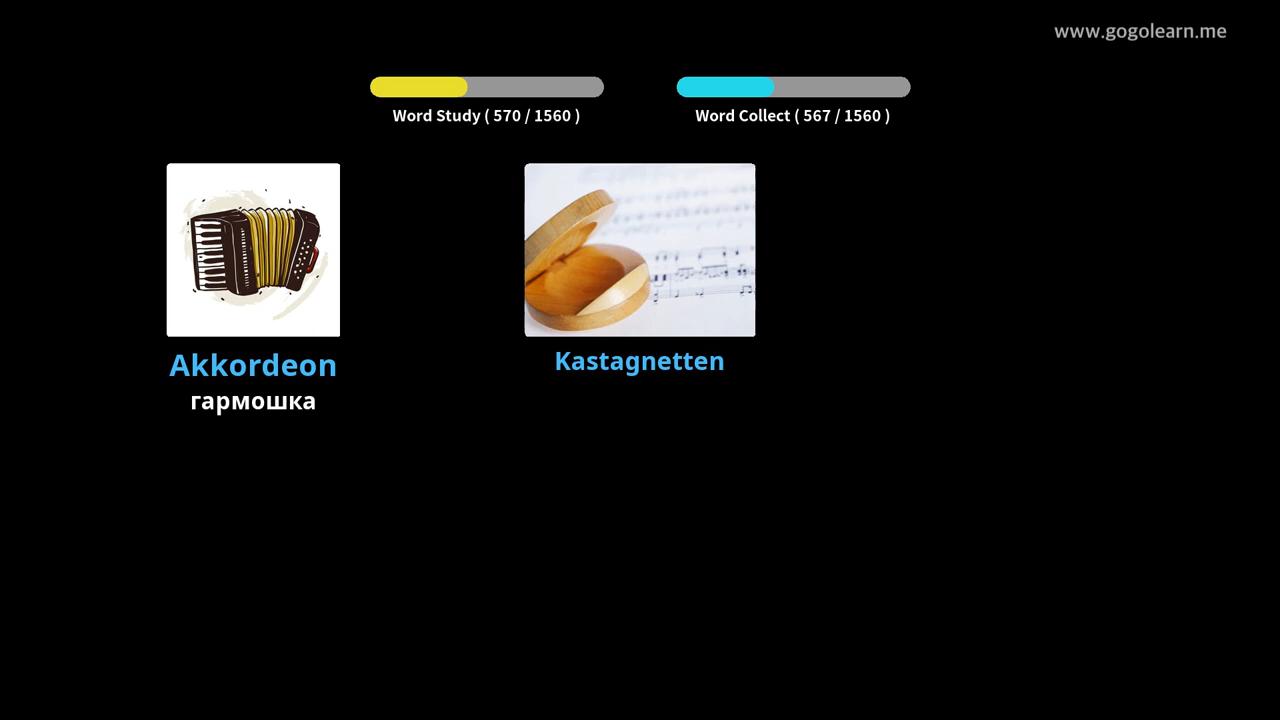 www.gogolearn.me
Word Study ( 570 / 1560 )
Word Collect ( 567 / 1560 )
Akkordeon
гармошка
Kastagnetten